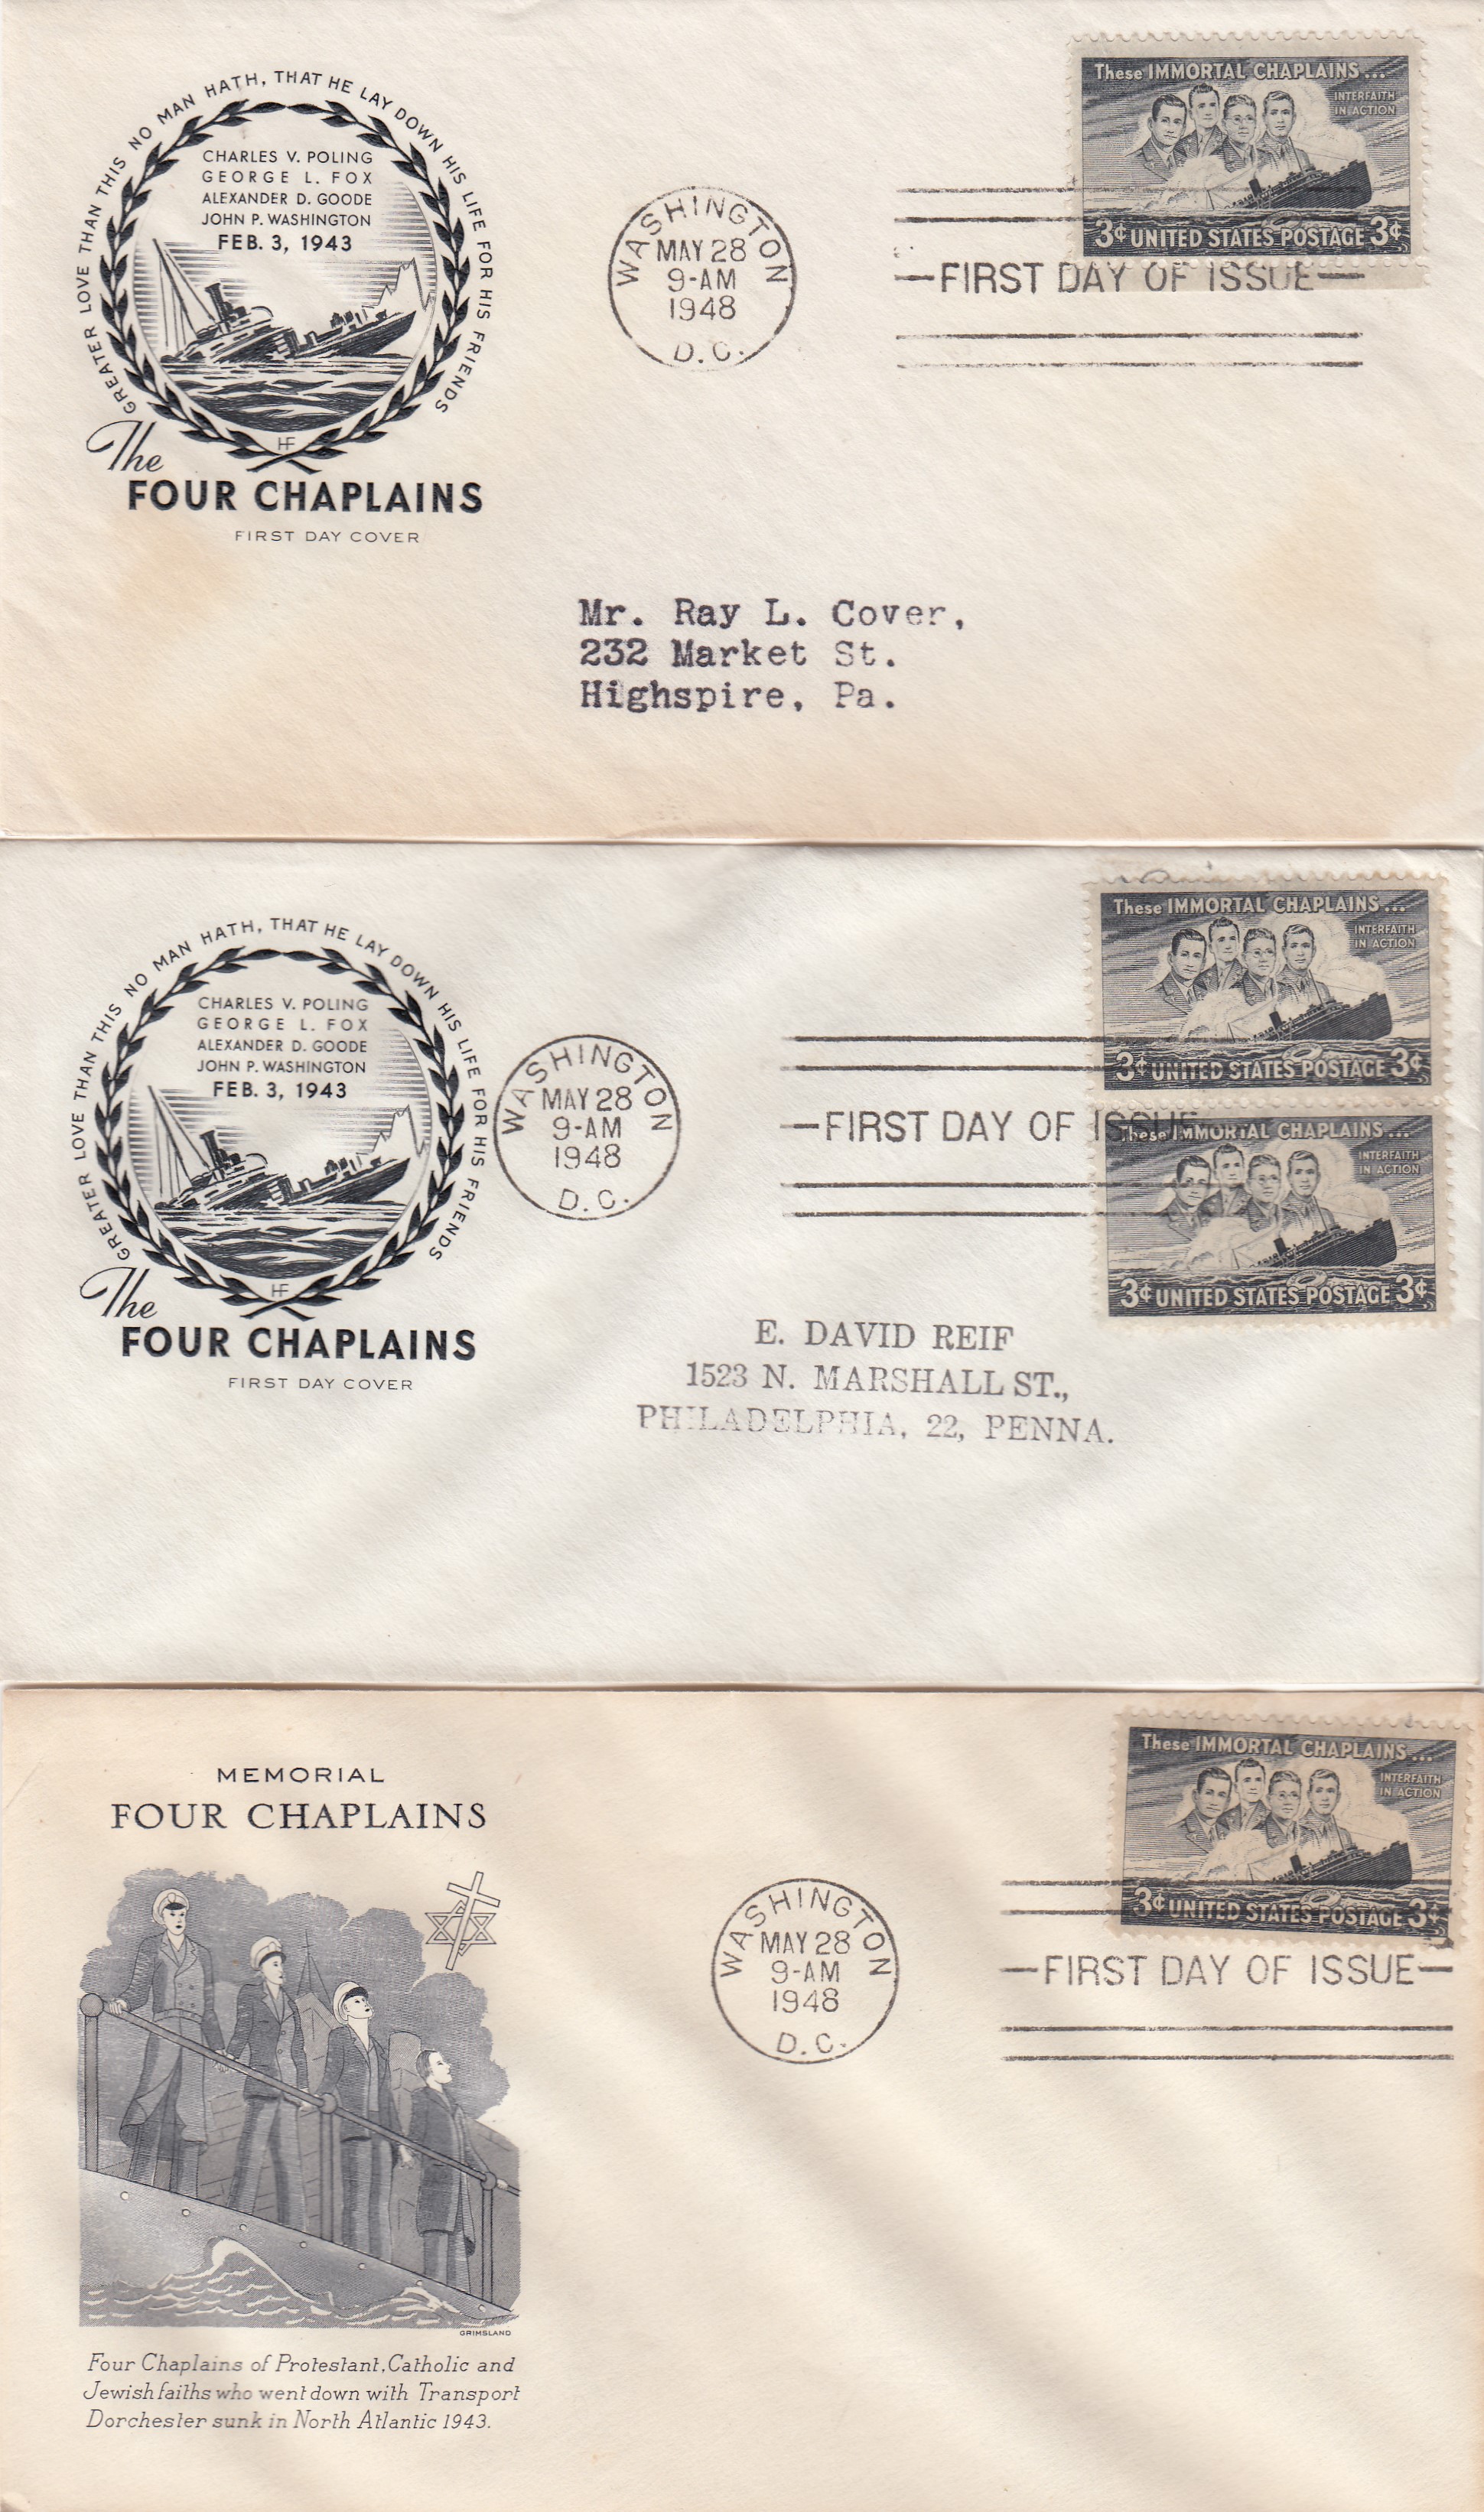 GREATER LOVE THAN THIS NO MAN HATH, THAT HE LAY DOWN HIS LIFE FOR HIS FRIENDS
CHARLES V. POLING
GEORGE L. FOX
ALEXANDER D. GOODE
JOHN P. WASHINGTON
FEB. 3, 1943
HF
The
FOUR CHAPLAINS
FIRST DAY COVER
WASHINGTON
MAY 28
9-AM
1948
D.C.
These IMMORTAL CHAPLAINS...
INTERFAITH
IN ACTION
3¢ UNITED STATES POSTAGE 3¢
—FIRST DAY OF ISSUE—
Mr. Ray L. Cover,
232 Market St.
Highspire, Pa.
GREATER LOVE THAN THIS NO MAN HATH, THAT HE LAY DOWN HIS LIFE FOR HIS FRIENDS
CHARLES V. POLING
GEORGE L. FOX
ALEXANDER D. GOODE
JOHN P. WASHINGTON
FEB. 3, 1943
HF
The
FOUR CHAPLAINS
FIRST DAY COVER
WASHINGTON
MAY 28
9-AM
1948
D.C.
These IMMORTAL CHAPLAINS...
INTERFAITH
IN ACTION
3¢ UNITED STATES POSTAGE 3¢
—FIRST DAY OF ISSUE
These IMMORTAL CHAPLAINS...
INTERFAITH
IN ACTION
3¢ UNITED STATES POSTAGE 3¢
E. DAVID REIF
1523 N. MARSHALL ST.,
PHILADELPHIA, 22, PENNA.
MEMORIAL
FOUR CHAPLAINS
GRIMSLAND
Four Chaplains of Protestant, Catholic and
Jewish faiths who went down with Transport
Dorchester sunk in North Atlantic 1943.
WASHINGTON
MAY 28
9-AM
1948
D.C.
These IMMORTAL CHAPLAINS...
INTERFAITH
IN ACTION
3¢ UNITED STATES POSTAGE 3¢
—FIRST DAY OF ISSUE—